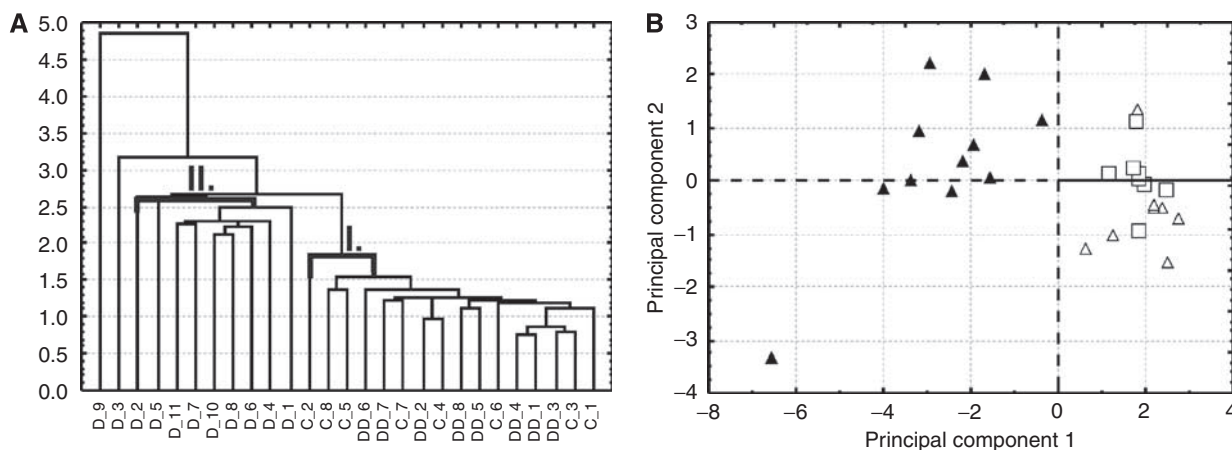 A
5.0
4.5
4.0
3.5
3.0
2.5
2.0
1.5
1.0
0.5
0.0
II.
I.
D_9
D_3
D_2
D_5
D_11
D_7
D_10
D_8
D_6
D_4
D_1
C_2
C_8
C_5
DD_6
DD_7
C_7
DD_2
C_4
DD_8
DD_5
C_6
DD_4
DD_1
DD_3
C_3
C_1
B
Principal component 2
3
2
1
0
−1
−2
−3
−4
−8
−6
−4
−2
0
2
4
Principal component 1